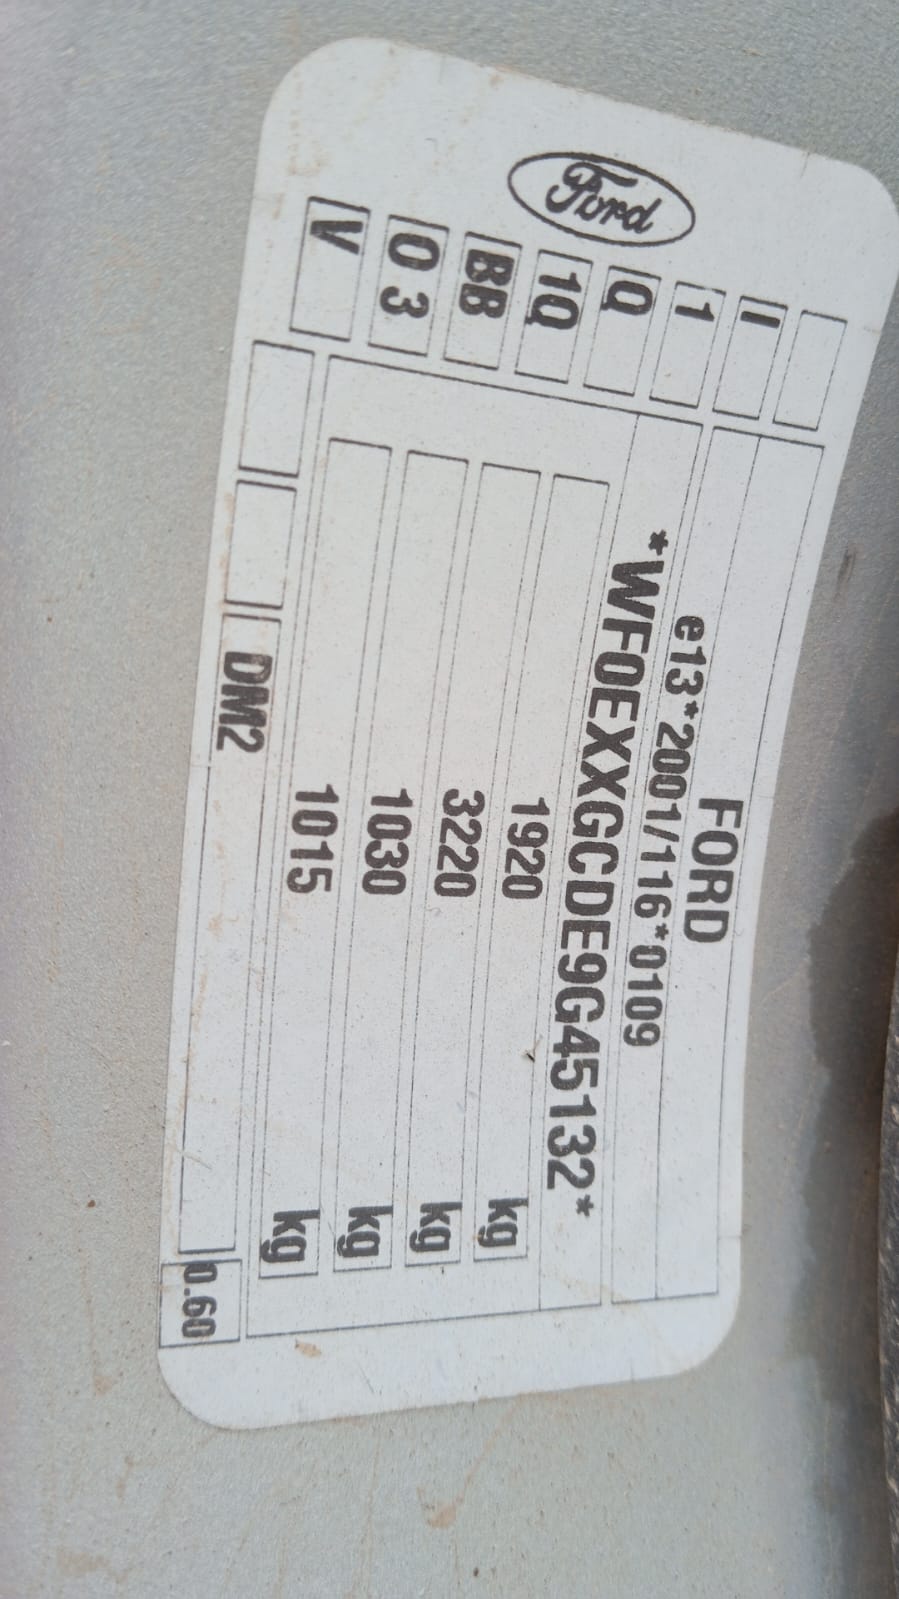 Ford
FORD
e13*2001/116*0109
*WF0EXXGCDE9G45132*
1920 kg
3220 kg
1030 kg
1015 kg
I
1
Q
1Q
BB
O 3
V
DM2
0.60